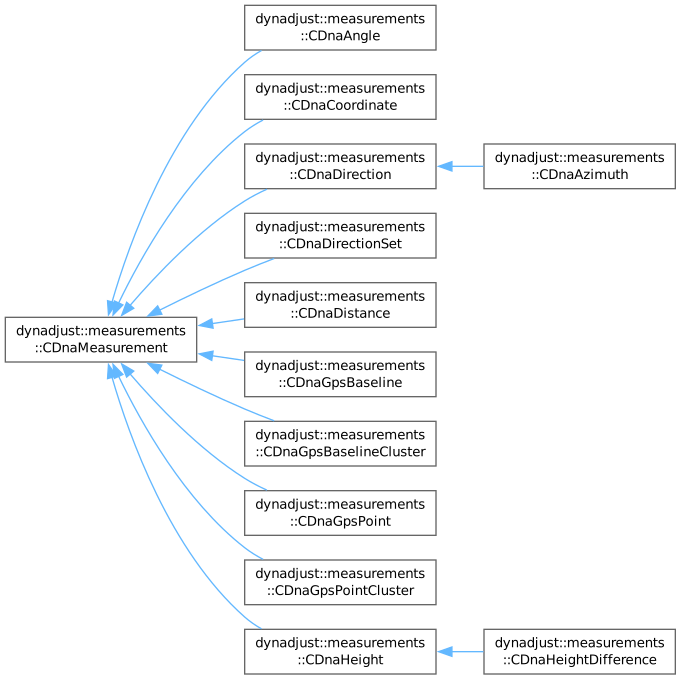 dynadjust::measurements
::CDnaAngle
dynadjust::measurements
::CDnaCoordinate
dynadjust::measurements
::CDnaDirection
dynadjust::measurements
::CDnaAzimuth
dynadjust::measurements
::CDnaDirectionSet
dynadjust::measurements
::CDnaDistance
dynadjust::measurements
::CDnaMeasurement
dynadjust::measurements
::CDnaGpsBaseline
dynadjust::measurements
::CDnaGpsBaselineCluster
dynadjust::measurements
::CDnaGpsPoint
dynadjust::measurements
::CDnaGpsPointCluster
dynadjust::measurements
::CDnaHeight
dynadjust::measurements
::CDnaHeightDifference